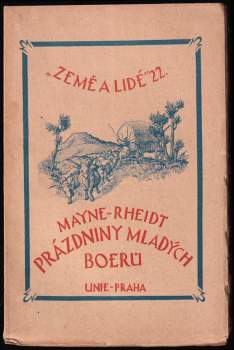 „ZEMĚ A LIDÉ" 22.
MAYNE-RHEIDT
PRÁZDNINY MLADÝCH
BOERŮ
UNIE-PRAHA